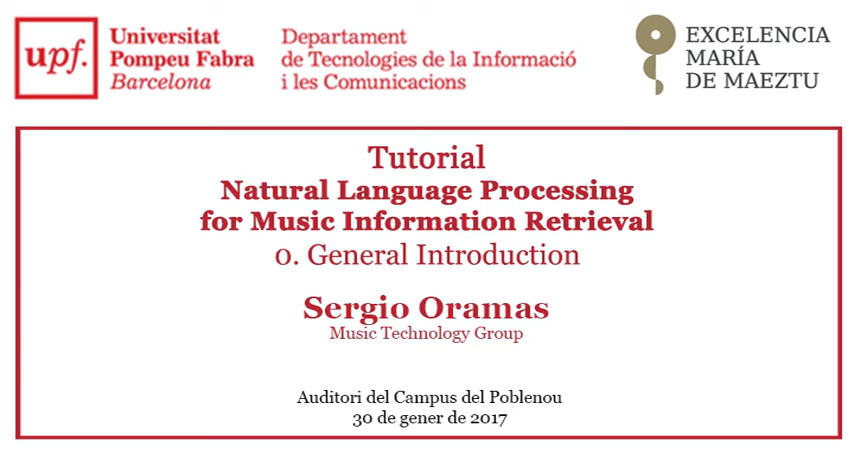 upf.
Universitat
Pompeu Fabra
Barcelona
Departament
de Tecnologies de la Informació
i les Comunicacions
EXCELENCIA
MARÍA
DE MAEZTU
Tutorial
Natural Language Processing
for Music Information Retrieval
0. General Introduction
Sergio Oramas
Music Technology Group
Auditori del Campus del Poblenou
30 de gener de 2017